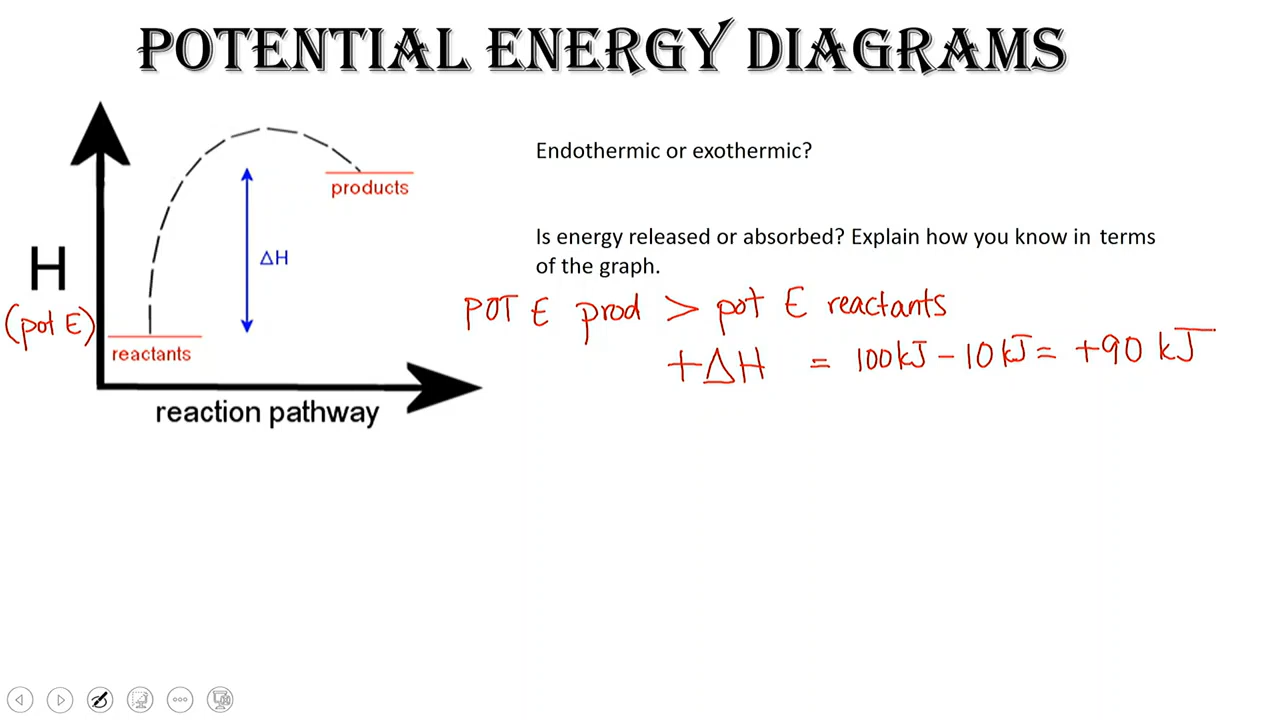 POTENTIAL ENERGY DIAGRAMS
Endothermic or exothermic?
products
Is energy released or absorbed? Explain how you know in terms
of the graph.
ΔH
H
(pot E)
reactants
reaction pathway
POT E prod > pot E reactants
+ΔH = 100kJ - 10kJ = +90 kJ